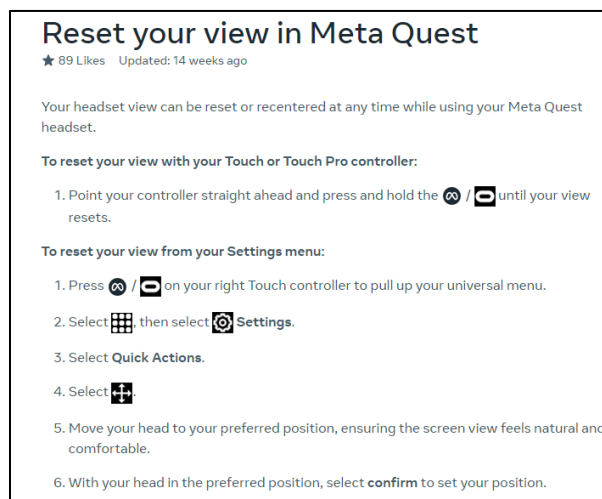 Reset your view in Meta Quest
★ 89 Likes Updated: 14 weeks ago
Your headset view can be reset or recentered at any time while using your Meta Quest
headset.
To reset your view with your Touch or Touch Pro controller:
1. Point your controller straight ahead and press and hold the / until your view
resets.
To reset your view from your Settings menu:
1. Press / on your right Touch controller to pull up your universal menu.
2. Select , then select Settings.
3. Select Quick Actions.
4. Select .
5. Move your head to your preferred position, ensuring the screen view feels natural and
comfortable.
6. With your head in the preferred position, select confirm to set your position.